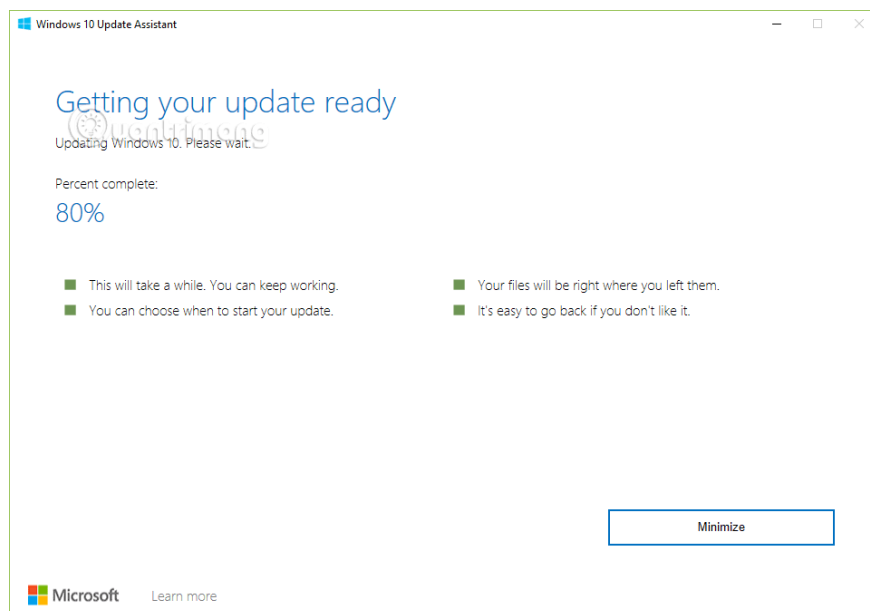 Windows 10 Update Assistant
Getting your update ready
Quantrimang
Updating Windows 10. Please wait.
Percent complete:
80%
This will take a while. You can keep working.
Your files will be right where you left them.
You can choose when to start your update.
It's easy to go back if you don't like it.
Minimize
Microsoft
Learn more